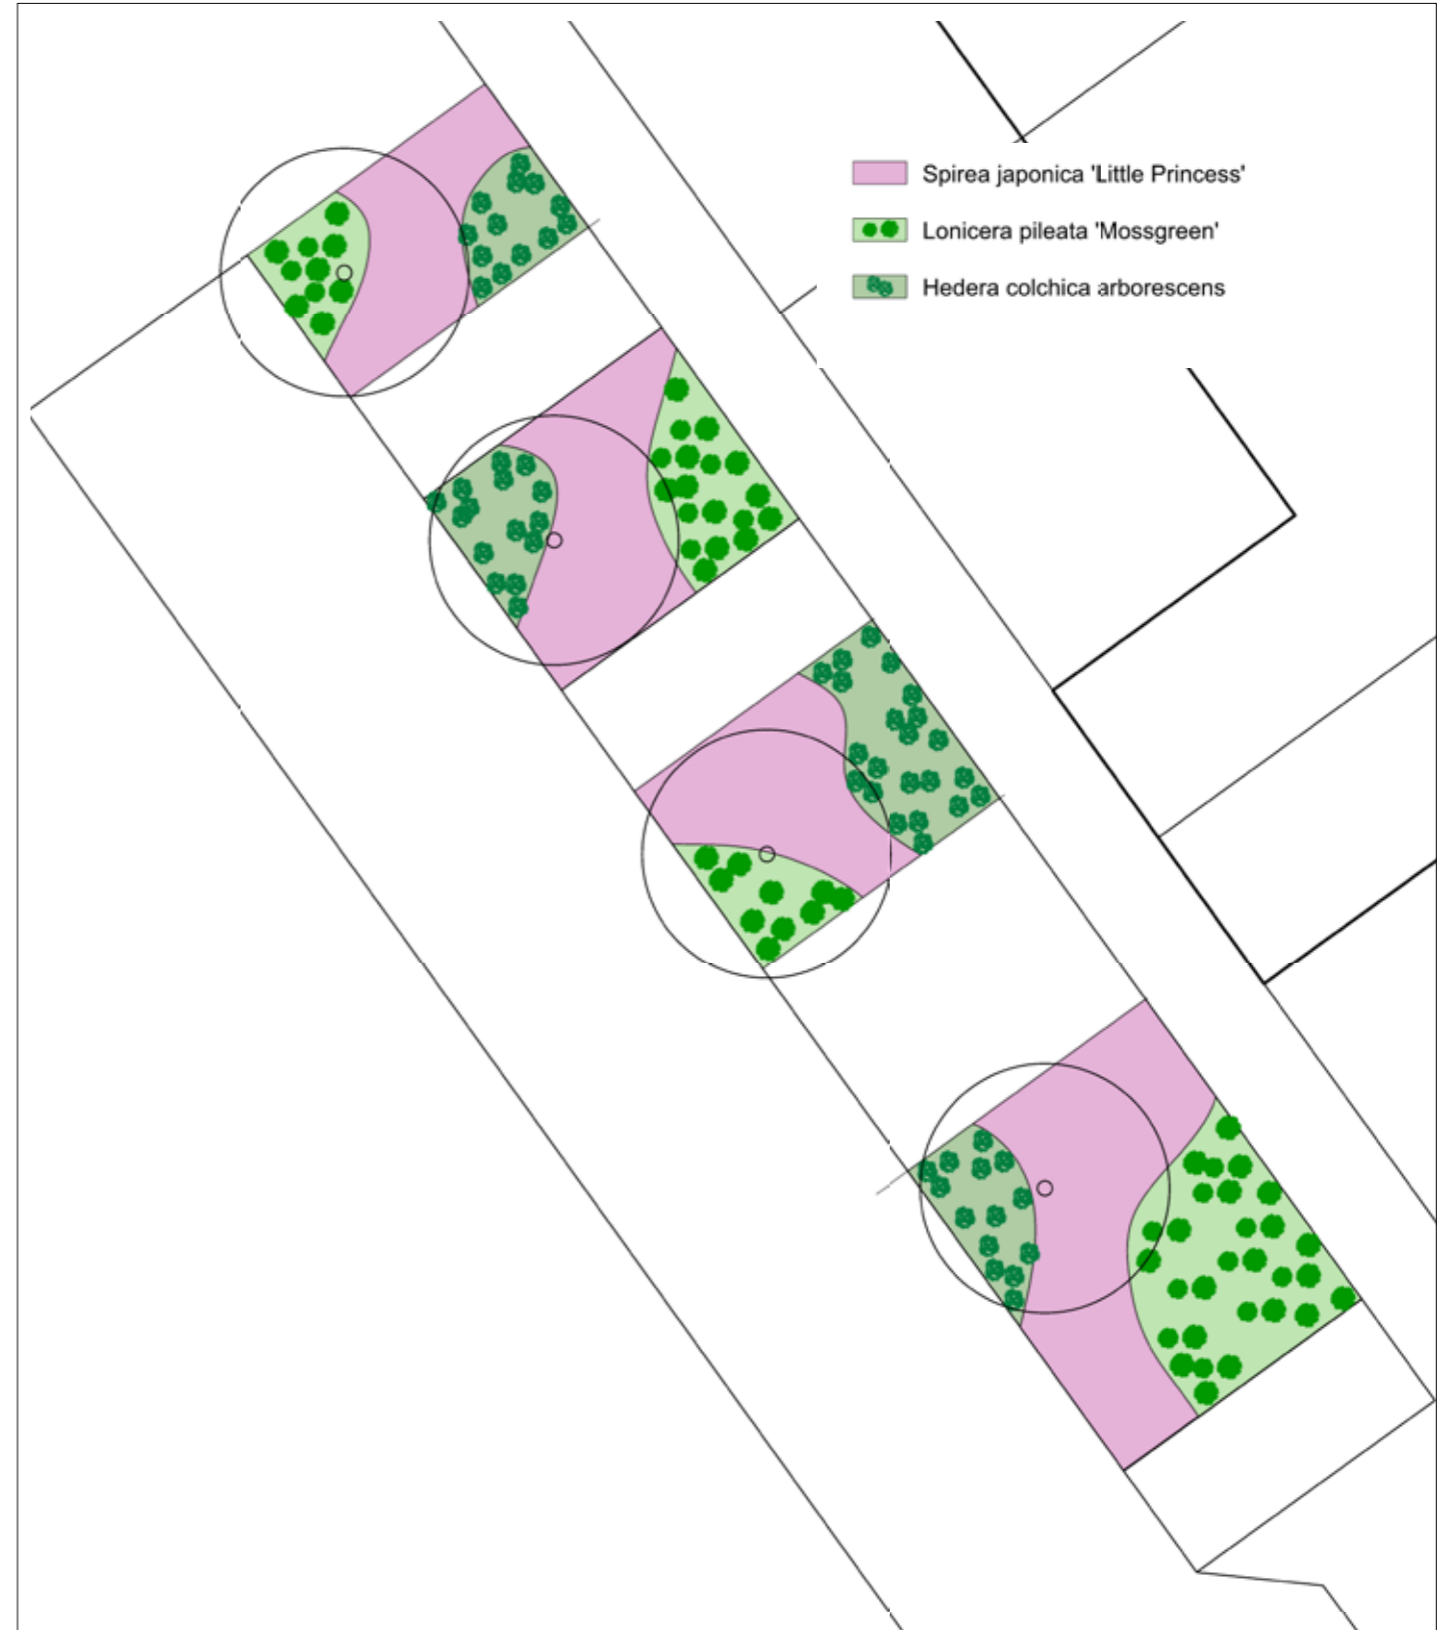 Spirea japonica 'Little Princess'
Lonicera pileata 'Mossgreen'
Hedera colchica arborescens